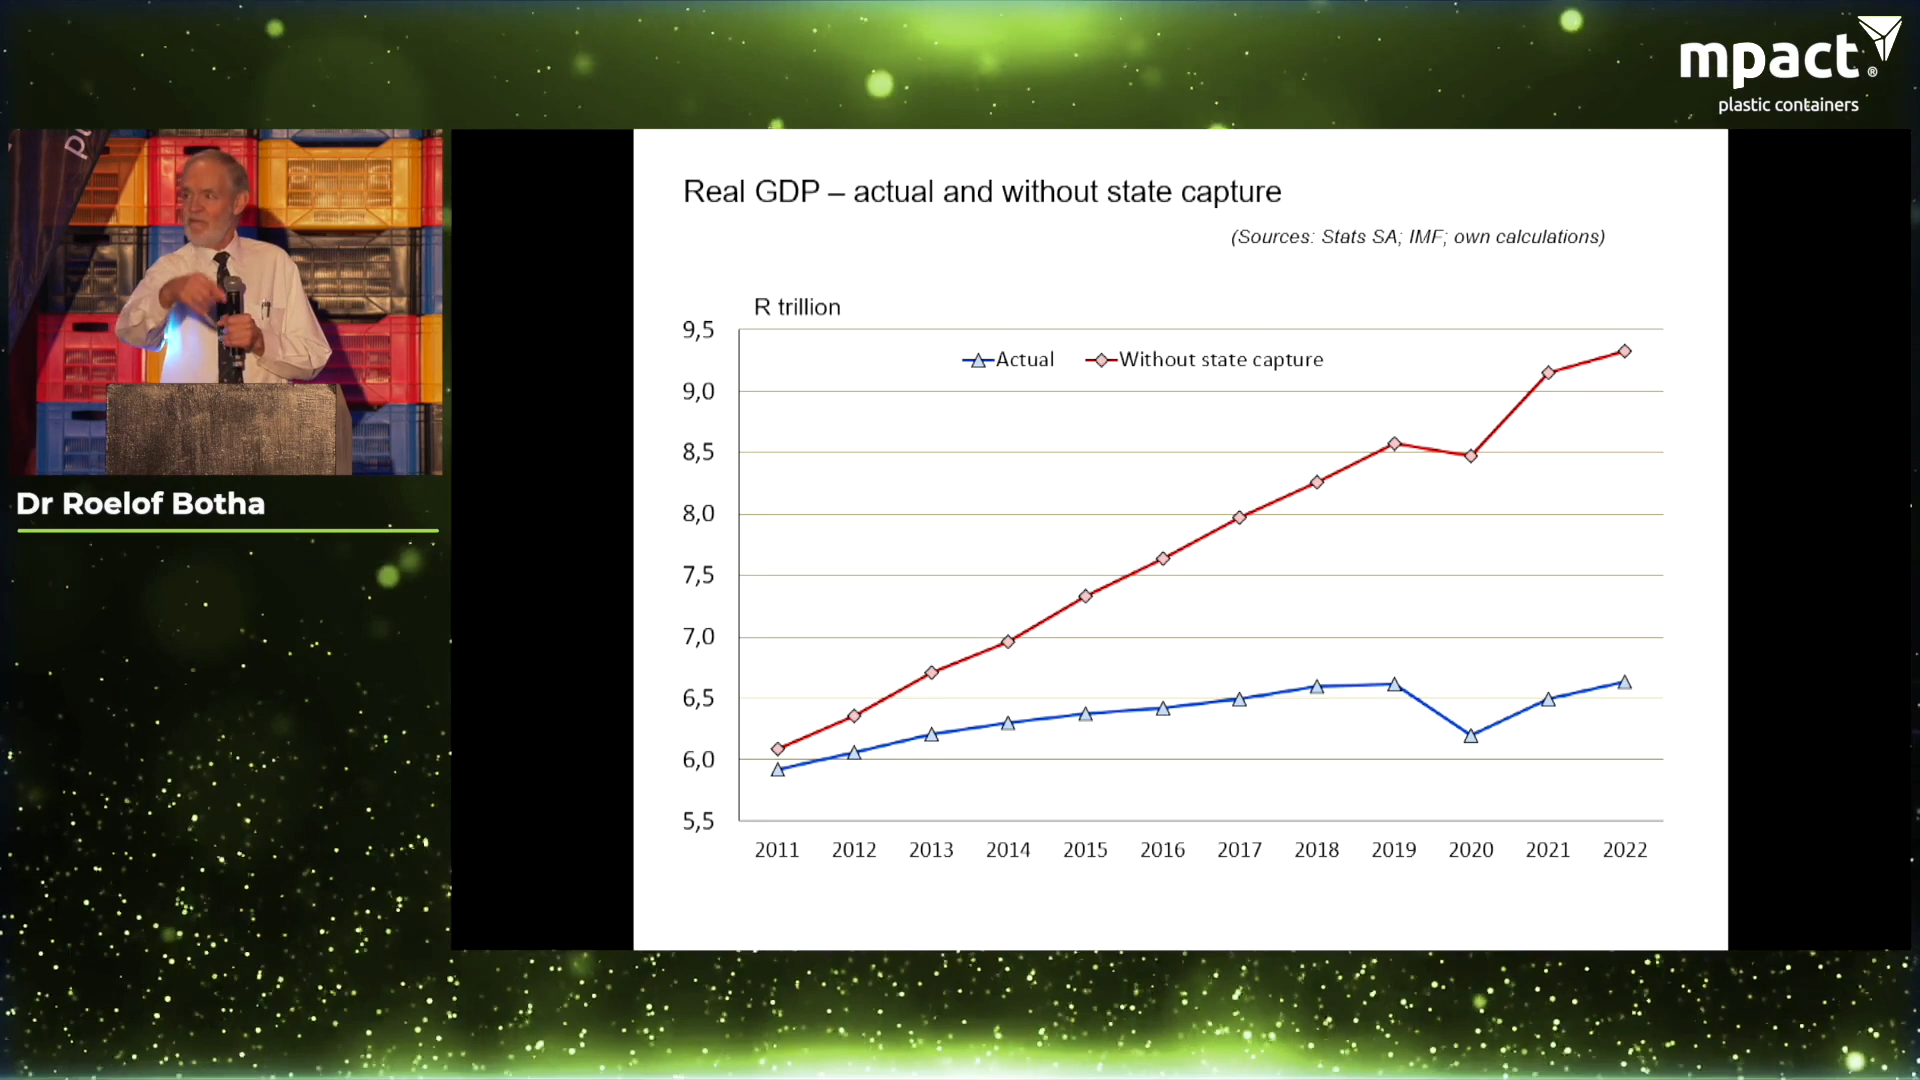 mpact®
plastic containers
Dr Roelof Botha
Real GDP – actual and without state capture
(Sources: Stats SA; IMF; own calculations)
R trillion
Actual
Without state capture
9,5
9,0
8,5
8,0
7,5
7,0
6,5
6,0
5,5
2011 2012 2013 2014 2015 2016 2017 2018 2019 2020 2021 2022